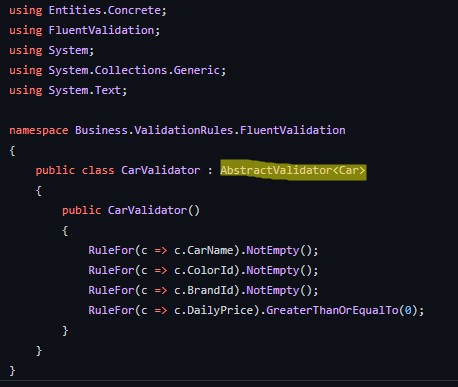 using Entities.Concrete;
using FluentValidation;
using System;
using System.Collections.Generic;
using System.Text;

namespace Business.ValidationRules.FluentValidation
{
    public class CarValidator : AbstractValidator<Car>
    {
        public CarValidator()
        {
            RuleFor(c => c.CarName).NotEmpty();
            RuleFor(c => c.ColorId).NotEmpty();
            RuleFor(c => c.BrandId).NotEmpty();
            RuleFor(c => c.DailyPrice).GreaterThanOrEqualTo(0);
        }
    }
}